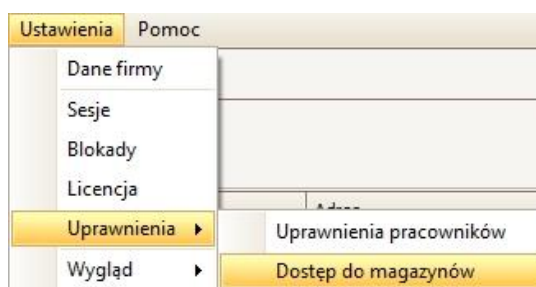 Ustawienia Pomoc
Dane firmy
Sesje
Blokady
Licencja
Uprawnienia
Uprawnienia pracowników
Wygląd
Dostęp do magazynów